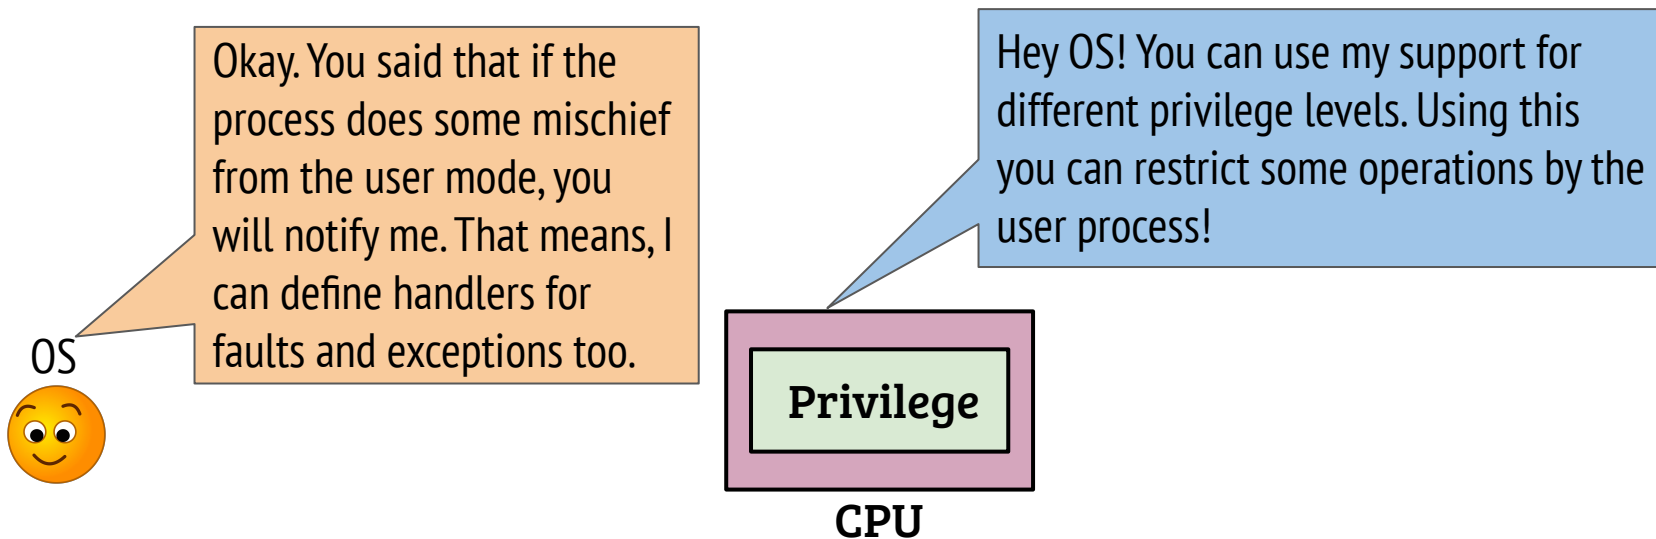 Okay. You said that if the
process does some mischief
from the user mode, you
will notify me. That means, I
can define handlers for
faults and exceptions too.
OS
Hey OS! You can use my support for
different privilege levels. Using this
you can restrict some operations by the
user process!
Privilege
CPU